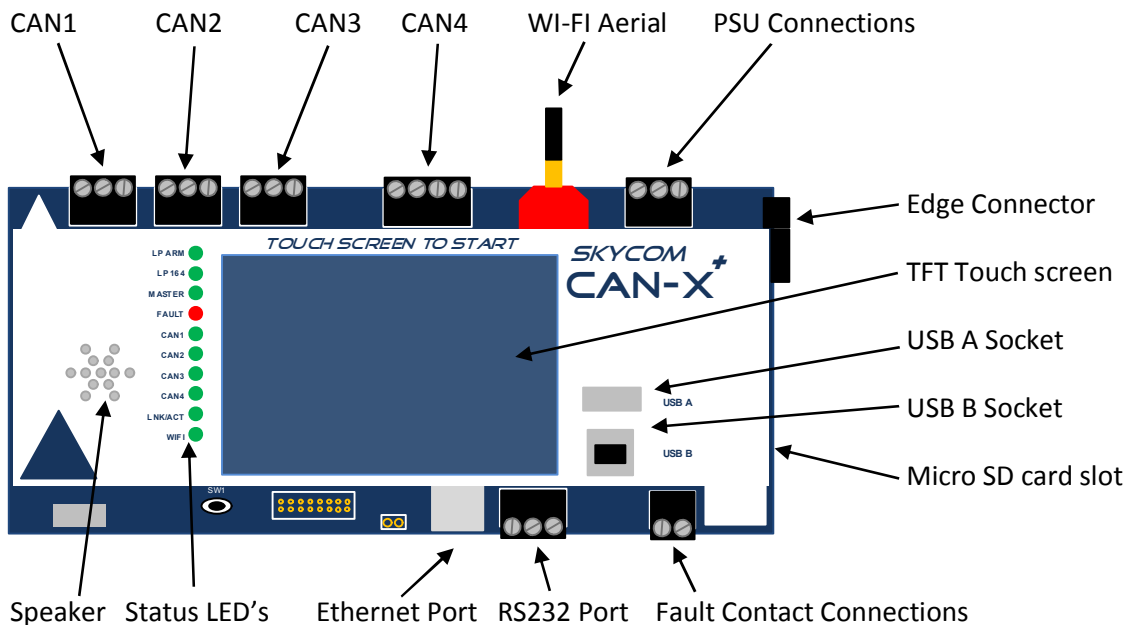 CAN1 CAN2 CAN3 CAN4 WI-FI Aerial PSU Connections
Edge Connector
TOUCH SCREEN TO START
SKYCOM
CAN-X+
LP ARM
LP164
MASTER
FAULT
CAN1
CAN2
CAN3
CAN4
LNK/ACT
WIFI
TFT Touch screen
USB A Socket
USB A
USB B Socket
USB B
Micro SD card slot
SW1
Speaker Status LED's Ethernet Port RS232 Port Fault Contact Connections